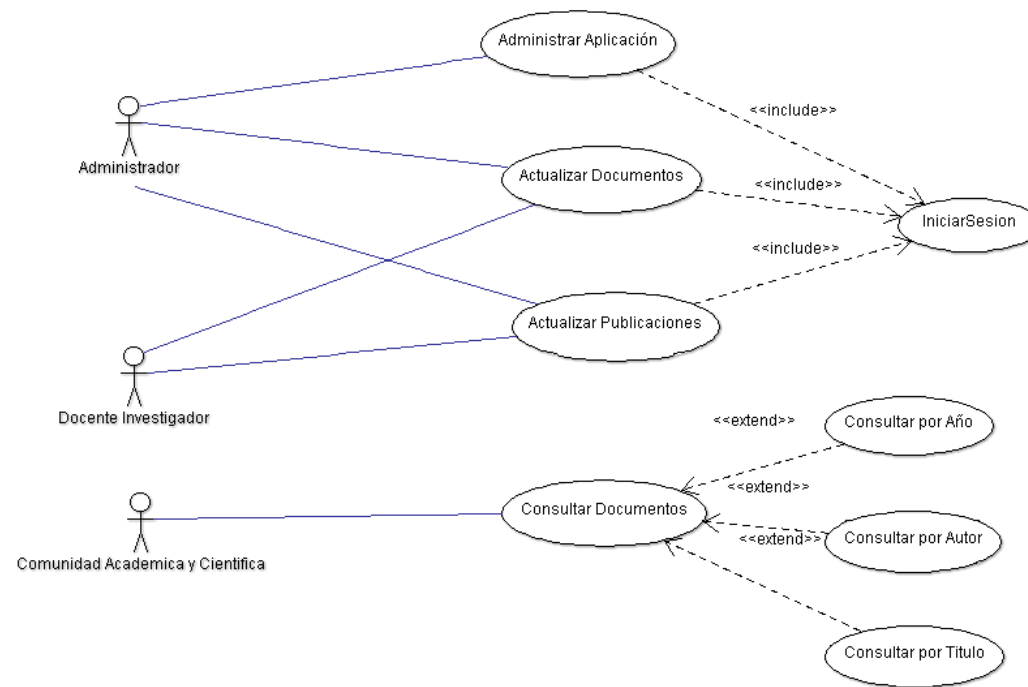 Administrar Aplicación
<<include>>
Administrador
Actualizar Documentos
<<include>>
IniciarSesion
<<include>>
Actualizar Publicaciones
Docente Investigador
<<extend>>
Consultar por Año
<<extend>>
Consultar Documentos
<<extend>>
Consultar por Autor
Comunidad Academica y Cientifica
Consultar por Titulo